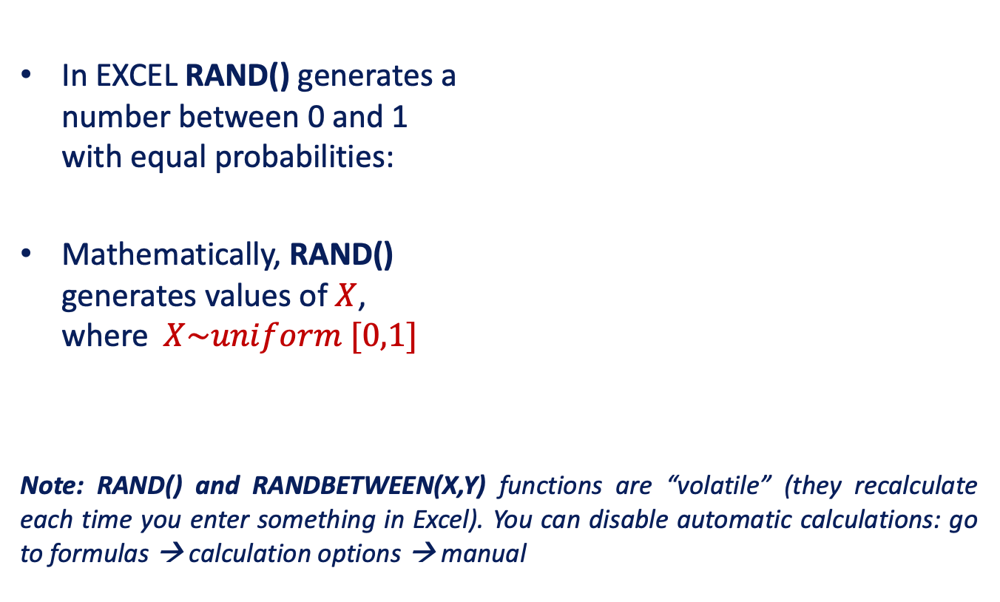 • In EXCEL RAND() generates a
number between 0 and 1
with equal probabilities:
• Mathematically, RAND()
generates values of X,
where X~uniform [0,1]
Note: RAND() and RANDBETWEEN(X,Y) functions are “volatile” (they recalculate
each time you enter something in Excel). You can disable automatic calculations: go
to formulas → calculation options → manual